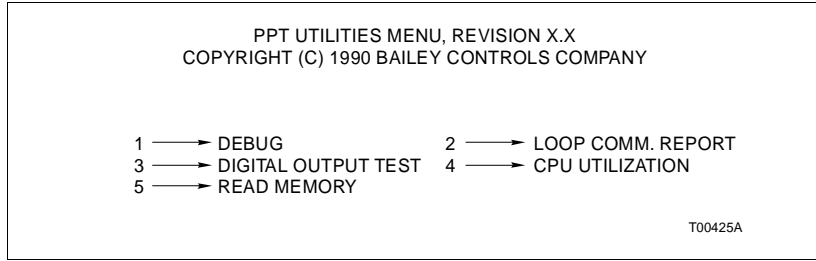 PPT UTILITIES MENU, REVISION X.X
COPYRIGHT (C) 1990 BAILEY CONTROLS COMPANY
1 → DEBUG 2 → LOOP COMM. REPORT
3 → DIGITAL OUTPUT TEST 4 → CPU UTILIZATION
5 → READ MEMORY
T00425A